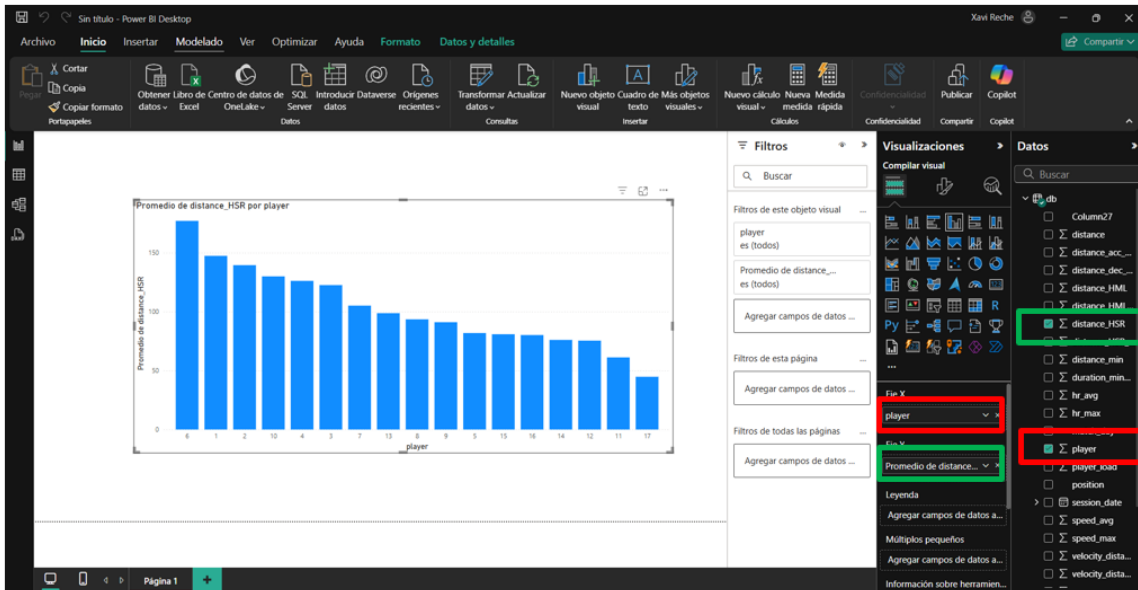 Sin título - Power BI Desktop
Xavi Reche
Archivo Inicio Insertar Modelado Ver Optimizar Ayuda Formato Datos y detalles
Compartir
Pegar
Cortar
Copia
Copiar formato
Portapapeles
Obtener datos
Libro de Excel
Centro de datos de OneLake
SQL Server
Introducir datos
Dataverse
Orígenes recientes
Datos
Transformar datos
Actualizar
Consultas
Nuevo objeto visual
Cuadro de texto
Más objetos visuales
Insertar
Nuevo cálculo visual
Nueva medida
Medida rápida
Cálculos
Confidencialidad
Confidencialidad
Publicar
Compartir
Copilot
Copilot
Promedio de distance_HSR por player
Promedio de distance_HSR
150
100
50
0
6 1 2 10 4 3 7 13 9 5 15 16 14 12 11 17
player
Filtros
Buscar
Filtros de este objeto visual ...
player
es (todos)
Promedio de distance_...
es (todos)
Agregar campos de datos ...
Filtros de esta página ...
Agregar campos de datos ...
Filtros de todas las páginas ...
Agregar campos de datos ...
Visualizaciones
Compilar visual
R
Py
...
Eje X
player
Eje Y
Promedio de distance...
Leyenda
Agregar campos de datos a...
Múltiplos pequeños
Agregar campos de datos a...
Información sobre herramien...
Datos
Buscar
db
Column27
distance
distance_acc_...
distance_dec_...
distance_HML
distance_HML
distance_HSR
distance_min
duration_min...
hr_avg
hr_max
player
player_load
position
session_date
speed_avg
speed_max
velocity_dista...
velocity_dista...
Página 1